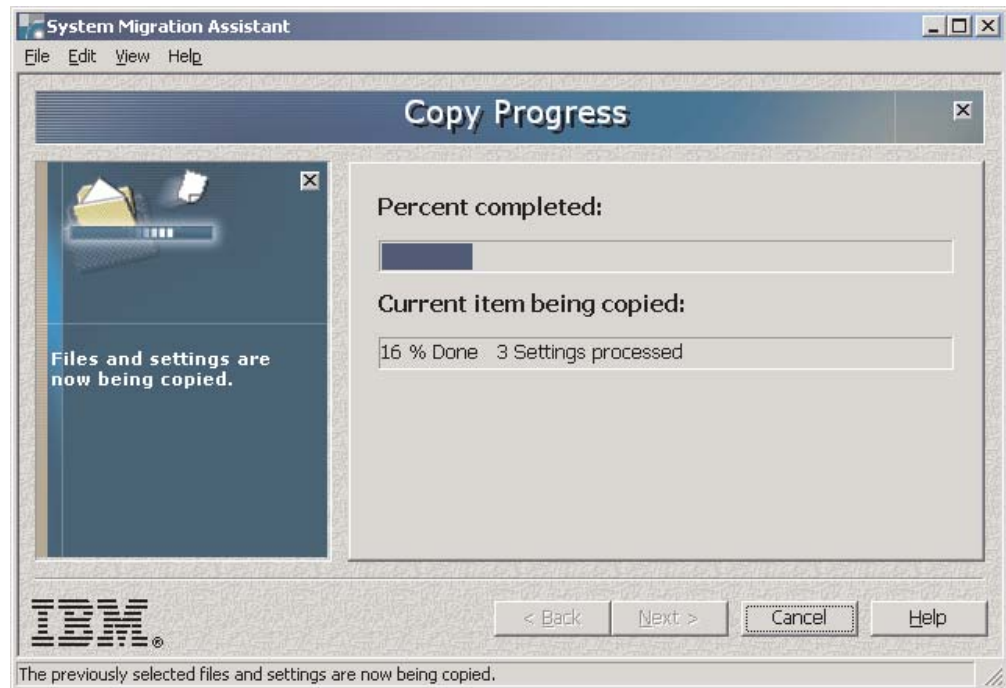 System Migration Assistant
File Edit View Help
Copy Progress
Files and settings are
now being copied.
Percent completed:
Current item being copied:
16 % Done 3 Settings processed
IBM®
< Back Next > Cancel Help
The previously selected files and settings are now being copied.